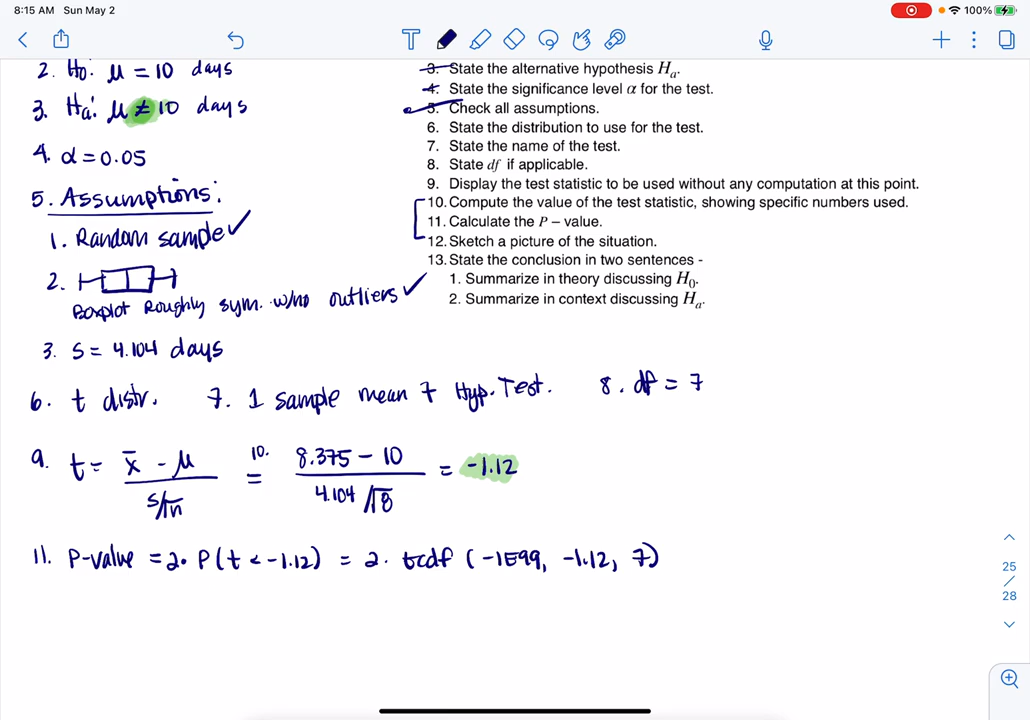 8:15 AM Sun May 2
100%
2. Ho: μ = 10 days
3. Ha: μ ≠ 10 days
4. α = 0.05
5. Assumptions:
1. Random sample ✓
2.
Boxplot Roughly sym. w/no outliers ✓
3. s = 4.104 days
3. State the alternative hypothesis Ha.
4. State the significance level α for the test.
5. Check all assumptions.
6. State the distribution to use for the test.
7. State the name of the test.
8. State df if applicable.
9. Display the test statistic to be used without any computation at this point.
10. Compute the value of the test statistic, showing specific numbers used.
11. Calculate the P − value.
12. Sketch a picture of the situation.
13. State the conclusion in two sentences -
1. Summarize in theory discussing H0.
2. Summarize in context discussing Ha.
6. t distr. 7. 1 sample mean t Hyp. Test. 8. df = 7
9. t = (x̄ - μ)/(s/√n) 10. = (8.375 - 10)/(4.104/√8) = -1.12
11. P-value = 2 · P(t < -1.12) = 2 · tcdf (-1E99, -1.12, 7)
25
/
28